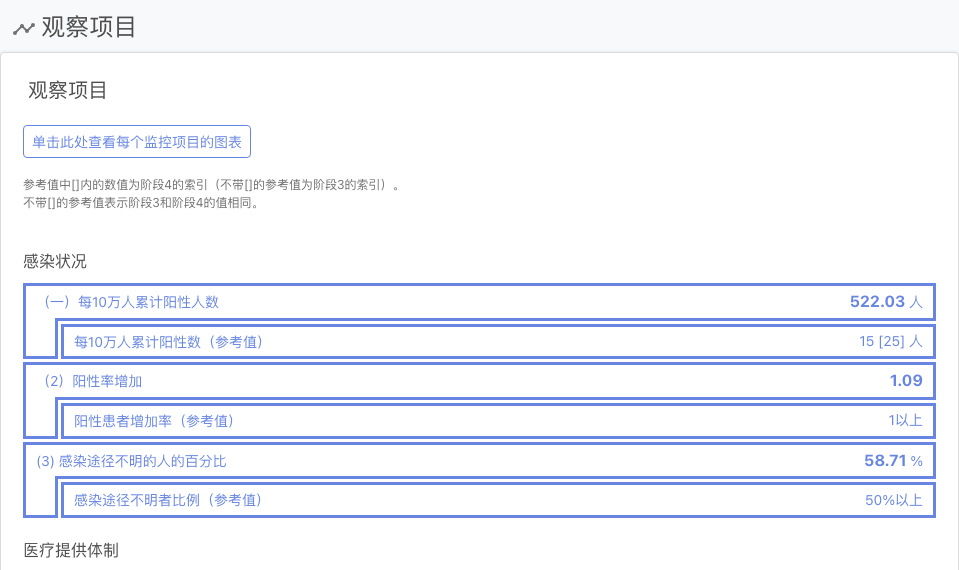 观察项目
观察项目
单击此处查看每个监控项目的图表
参考值中[]内的数值为阶段4的索引（不带[]的参考值为阶段3的索引）。
不带[]的参考值表示阶段3和阶段4的值相同。
感染状况
（一）每10万人累计阳性人数 522.03 人
每10万人累计阳性数（参考值） 15 [25] 人
（2）阳性率增加 1.09
阳性患者增加率（参考值） 1以上
(3) 感染途径不明的人的百分比 58.71 %
感染途径不明者比例（参考值） 50%以上
医疗提供体制